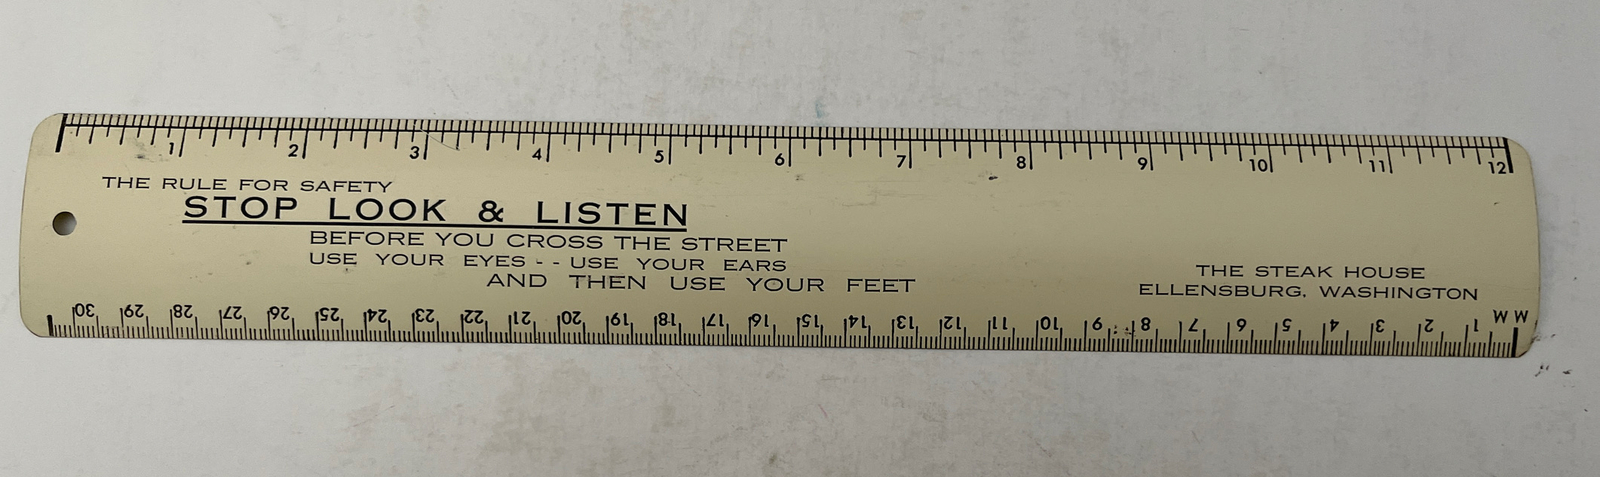 1 2 3 4 5 6 7 8 9 10 11 12
THE RULE FOR SAFETY
STOP LOOK & LISTEN
BEFORE YOU CROSS THE STREET
USE YOUR EYES - - USE YOUR EARS
AND THEN USE YOUR FEET
THE STEAK HOUSE
ELLENSBURG, WASHINGTON
MM 1 2 3 4 5 6 7 8 9 10 11 12 13 14 15 16 17 18 19 20 21 22 23 24 25 26 27 28 29 30